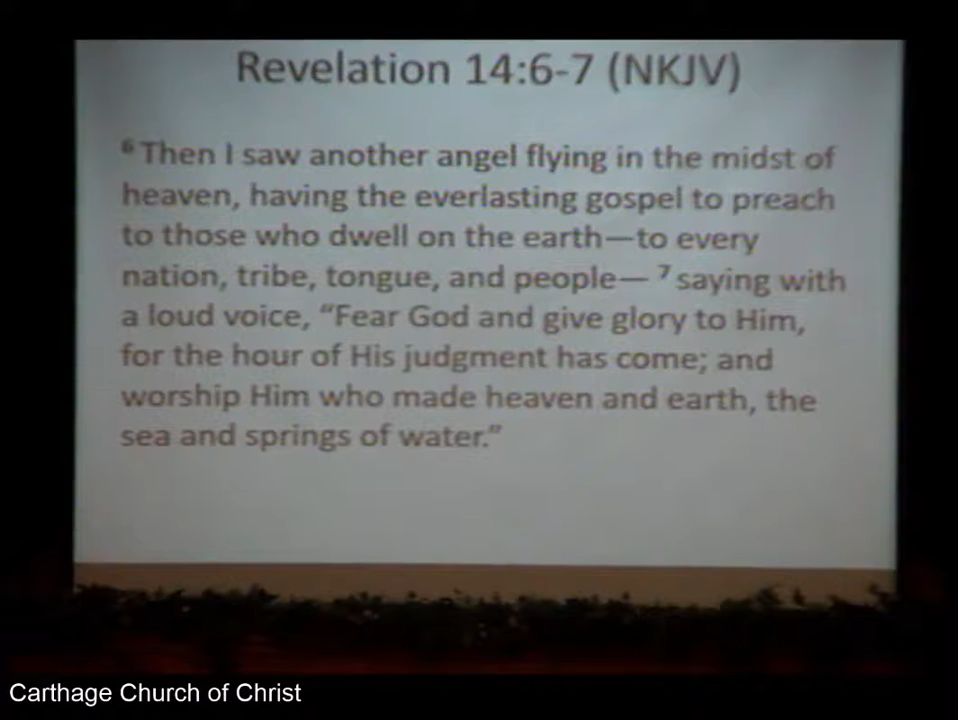 Revelation 14:6-7 (NKJV)
6 Then I saw another angel flying in the midst of
heaven, having the everlasting gospel to preach
to those who dwell on the earth—to every
nation, tribe, tongue, and people— 7 saying with
a loud voice, “Fear God and give glory to Him,
for the hour of His judgment has come; and
worship Him who made heaven and earth, the
sea and springs of water.”
Carthage Church of Christ